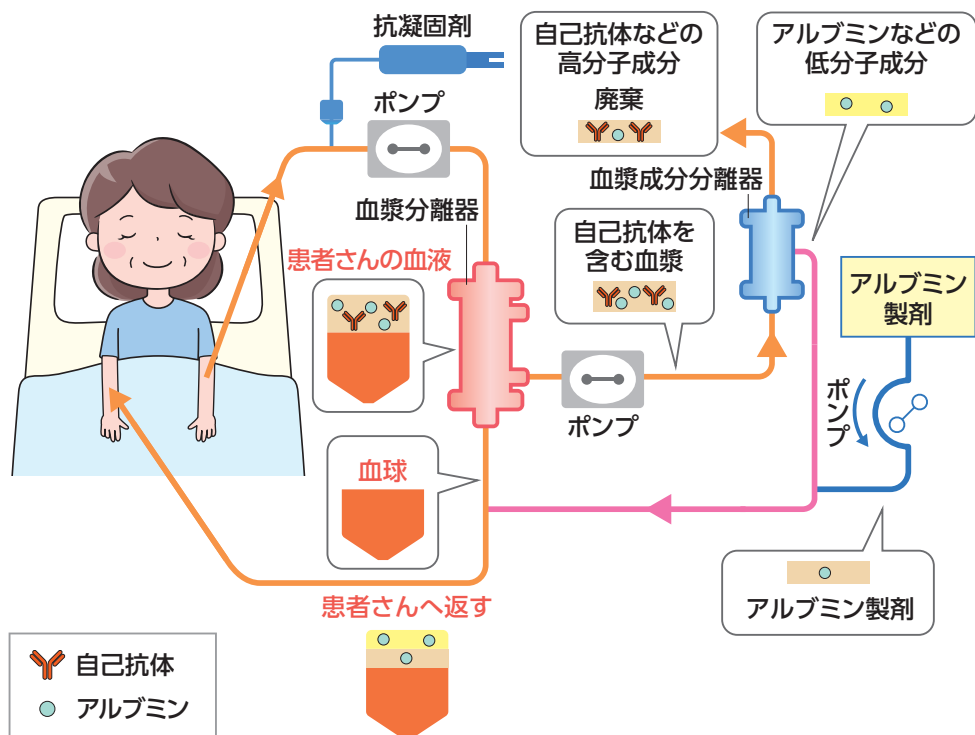 抗凝固剤
ポンプ
自己抗体などの
高分子成分
廃棄
アルブミンなどの
低分子成分
血漿分離器
血漿成分分離器
患者さんの血液
自己抗体を
含む血漿
アルブミン
製剤
ポンプ
ポンプ
血球
アルブミン製剤
患者さんへ返す
自己抗体
アルブミン